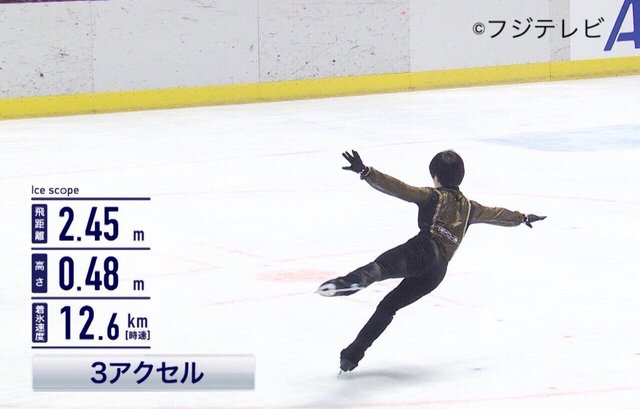 ©フジテレビ
A
Ice scope
飛距離 2.45 m
高さ 0.48 m
着氷速度 12.6 km [時速]
3アクセル